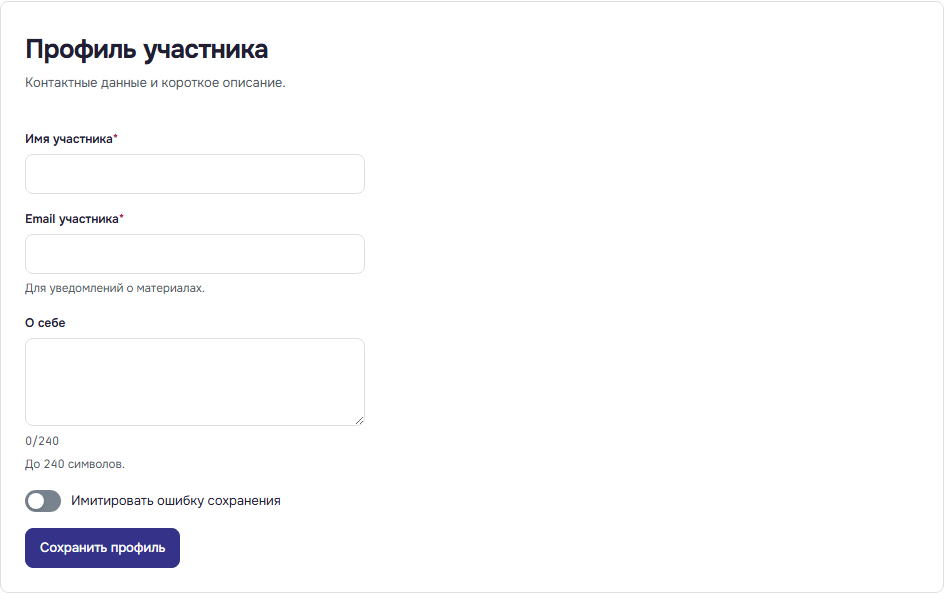 Профиль участника
Контактные данные и короткое описание.
Имя участника*
Email участника*
Для уведомлений о материалах.
О себе
0/240
До 240 символов.
Имитировать ошибку сохранения
Сохранить профиль